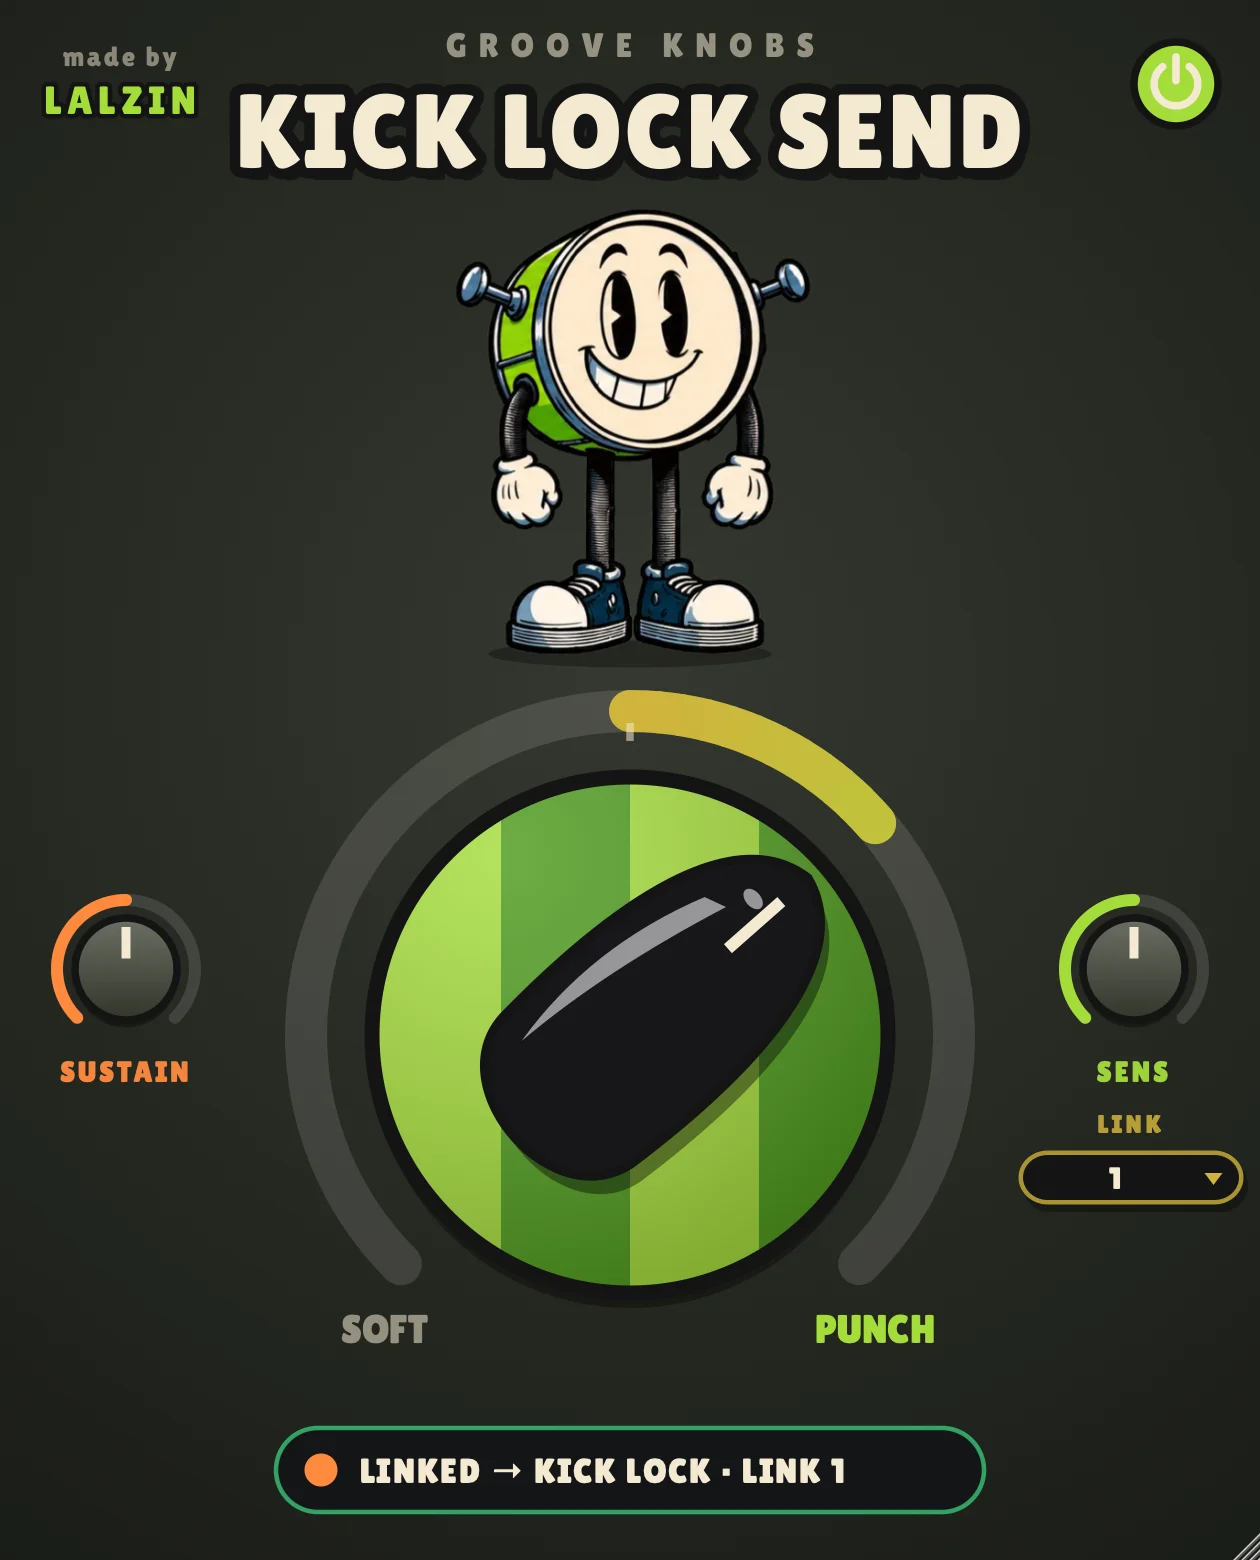 GROOVE KNOBS
made by
LALZIN
KICK LOCK SEND
SUSTAIN
SENS
LINK
1
SOFT
PUNCH
LINKED → KICK LOCK · LINK 1